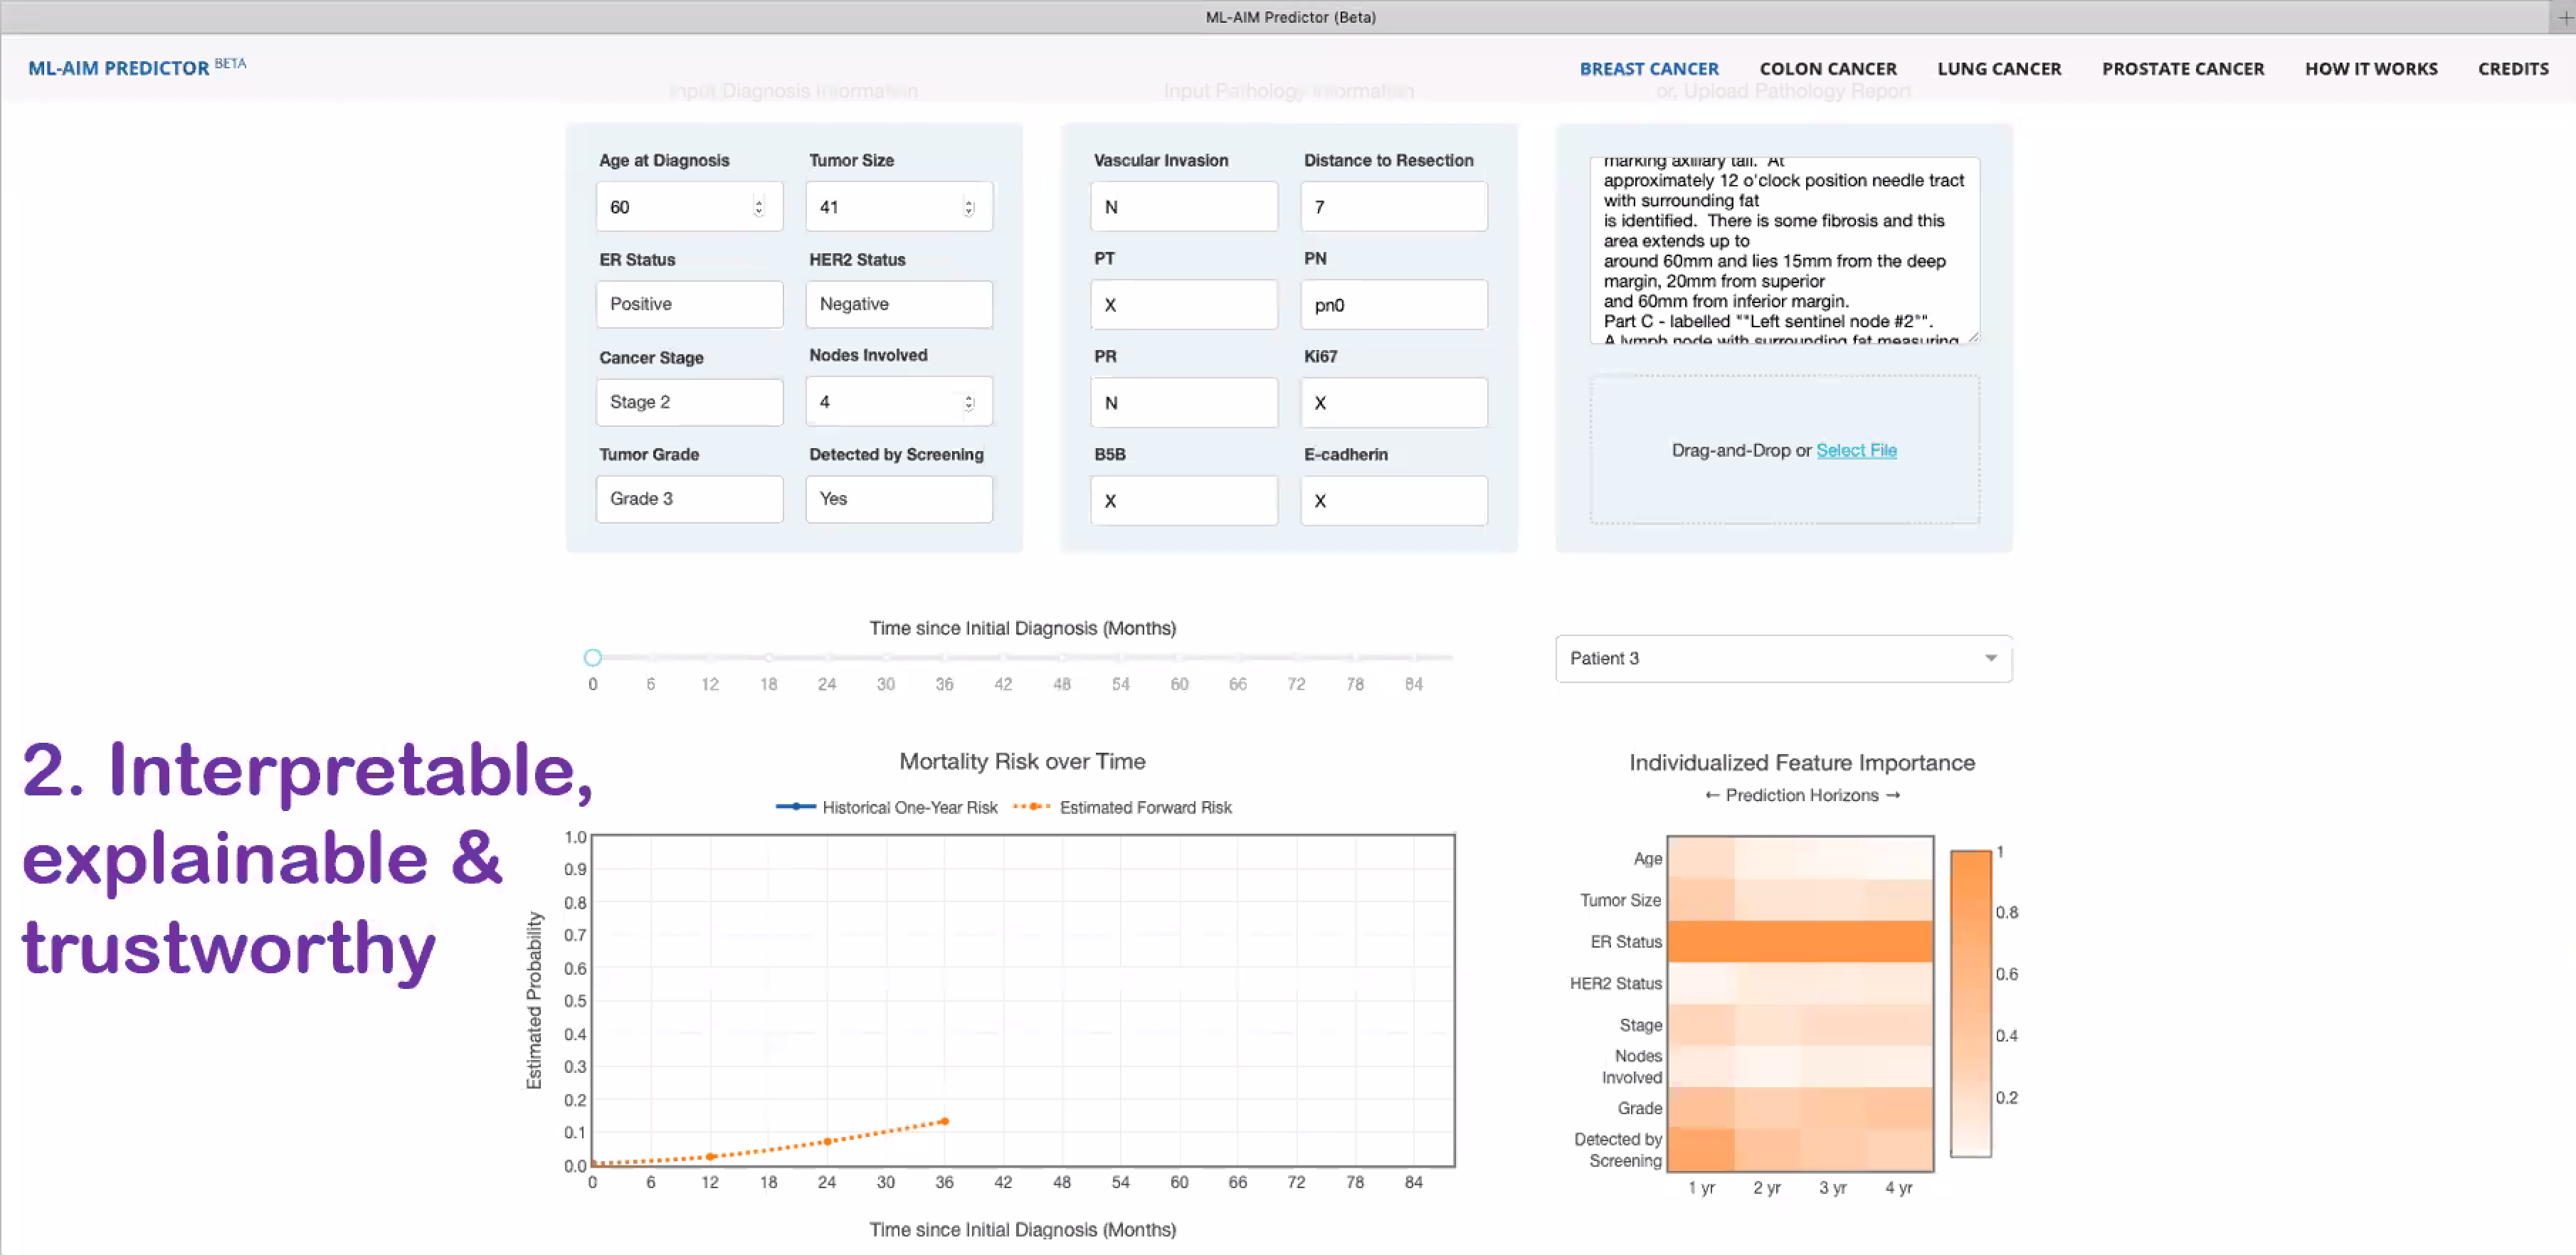 ML-AIM Predictor (Beta)
ML-AIM PREDICTOR BETA
BREAST CANCER
COLON CANCER
LUNG CANCER
PROSTATE CANCER
HOW IT WORKS
CREDITS
Input Diagnosis Information
Input Pathology Information
or, Upload Pathology Report
Age at Diagnosis
Tumor Size
60
41
ER Status
HER2 Status
Positive
Negative
Cancer Stage
Nodes Involved
Stage 2
4
Tumor Grade
Detected by Screening
Grade 3
Yes
Vascular Invasion
Distance to Resection
N
7
PT
PN
X
pn0
PR
Ki67
N
X
B5B
E-cadherin
X
X
marking axillary tail. At
approximately 12 o'clock position needle tract
with surrounding fat
is identified. There is some fibrosis and this
area extends up to
around 60mm and lies 15mm from the deep
margin, 20mm from superior
and 60mm from inferior margin.
Part C - labelled ""Left sentinel node #2"".
A lymph node with surrounding fat measuring
Drag-and-Drop or Select File
Time since Initial Diagnosis (Months)
0 6 12 18 24 30 36 42 48 54 60 66 72 78 84
Patient 3
2. Interpretable,
explainable &
trustworthy
Mortality Risk over Time
Historical One-Year Risk
Estimated Forward Risk
Estimated Probability
1.0
0.9
0.8
0.7
0.6
0.5
0.4
0.3
0.2
0.1
0.0
0 6 12 18 24 30 36 42 48 54 60 66 72 78 84
Time since Initial Diagnosis (Months)
Individualized Feature Importance
← Prediction Horizons →
Age
Tumor Size
ER Status
HER2 Status
Stage
Nodes
Involved
Grade
Detected by
Screening
1 yr 2 yr 3 yr 4 yr
1
0.8
0.6
0.4
0.2